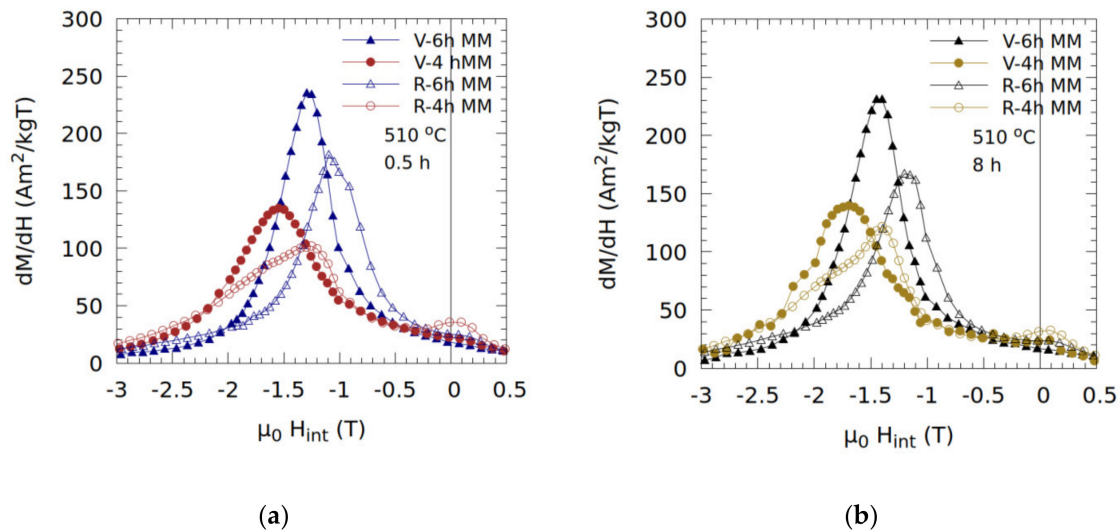 300
250
200
150
100
50
0
dM/dH (Am²/kgT)
V-6h MM
V-4 hMM
R-6h MM
R-4h MM
510 °C
0.5 h
-3 -2.5 -2 -1.5 -1 -0.5 0 0.5
μ₀ H_int (T)
(a)
300
250
200
150
100
50
0
dM/dH (Am²/kgT)
V-6h MM
V-4h MM
R-6h MM
R-4h MM
510 °C
8 h
-3 -2.5 -2 -1.5 -1 -0.5 0 0.5
μ₀ H_int (T)
(b)